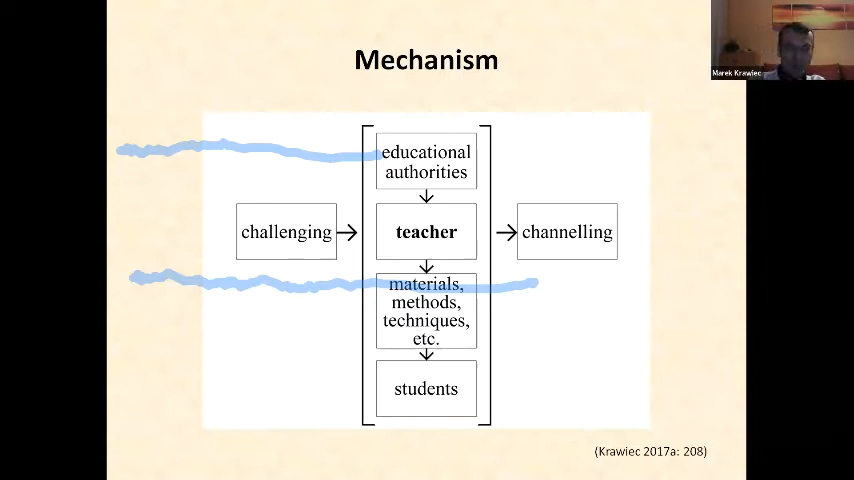 Mechanism
Marek Krawiec
educational
authorities
challenging
teacher
channelling
materials,
methods,
techniques,
etc.
students
(Krawiec 2017a: 208)